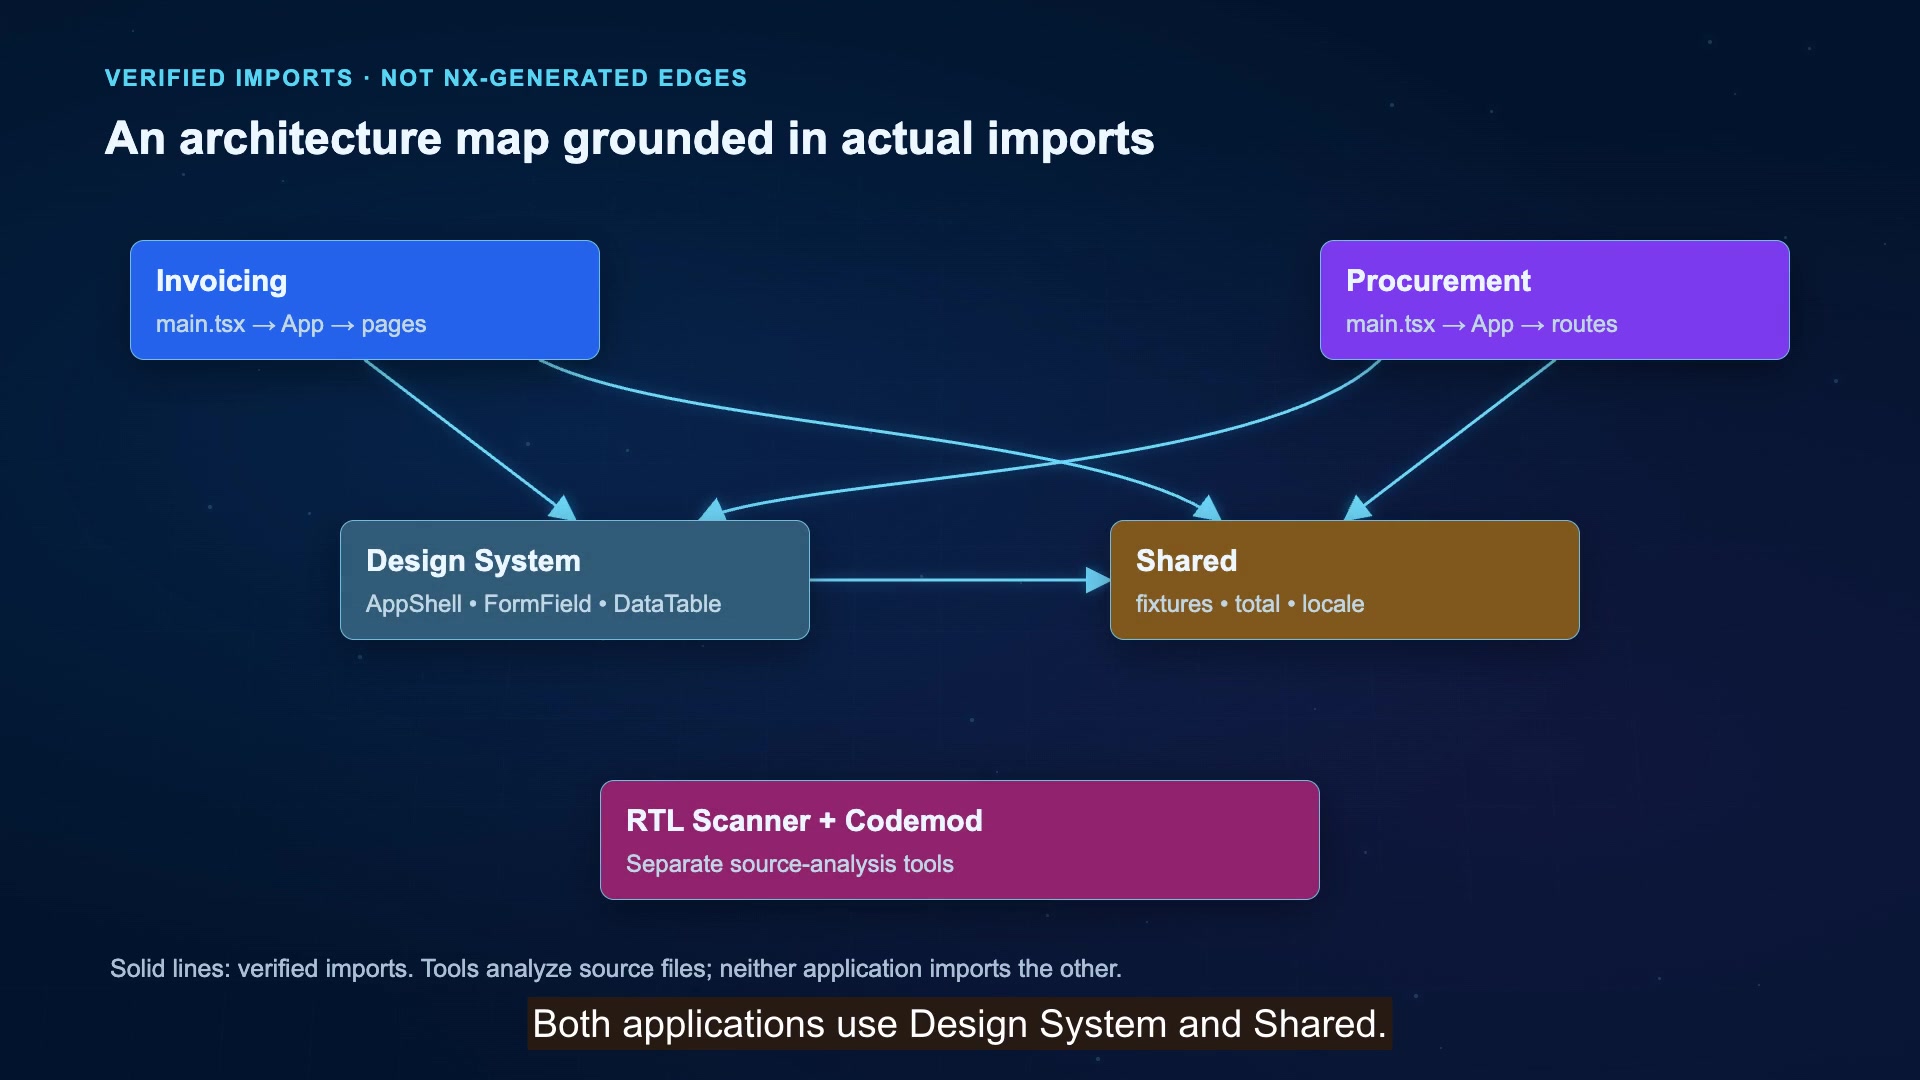 VERIFIED IMPORTS · NOT NX-GENERATED EDGES
An architecture map grounded in actual imports
Invoicing
main.tsx → App → pages
Procurement
main.tsx → App → routes
Design System
AppShell • FormField • DataTable
Shared
fixtures • total • locale
RTL Scanner + Codemod
Separate source-analysis tools
Solid lines: verified imports. Tools analyze source files; neither application imports the other.
Both applications use Design System and Shared.